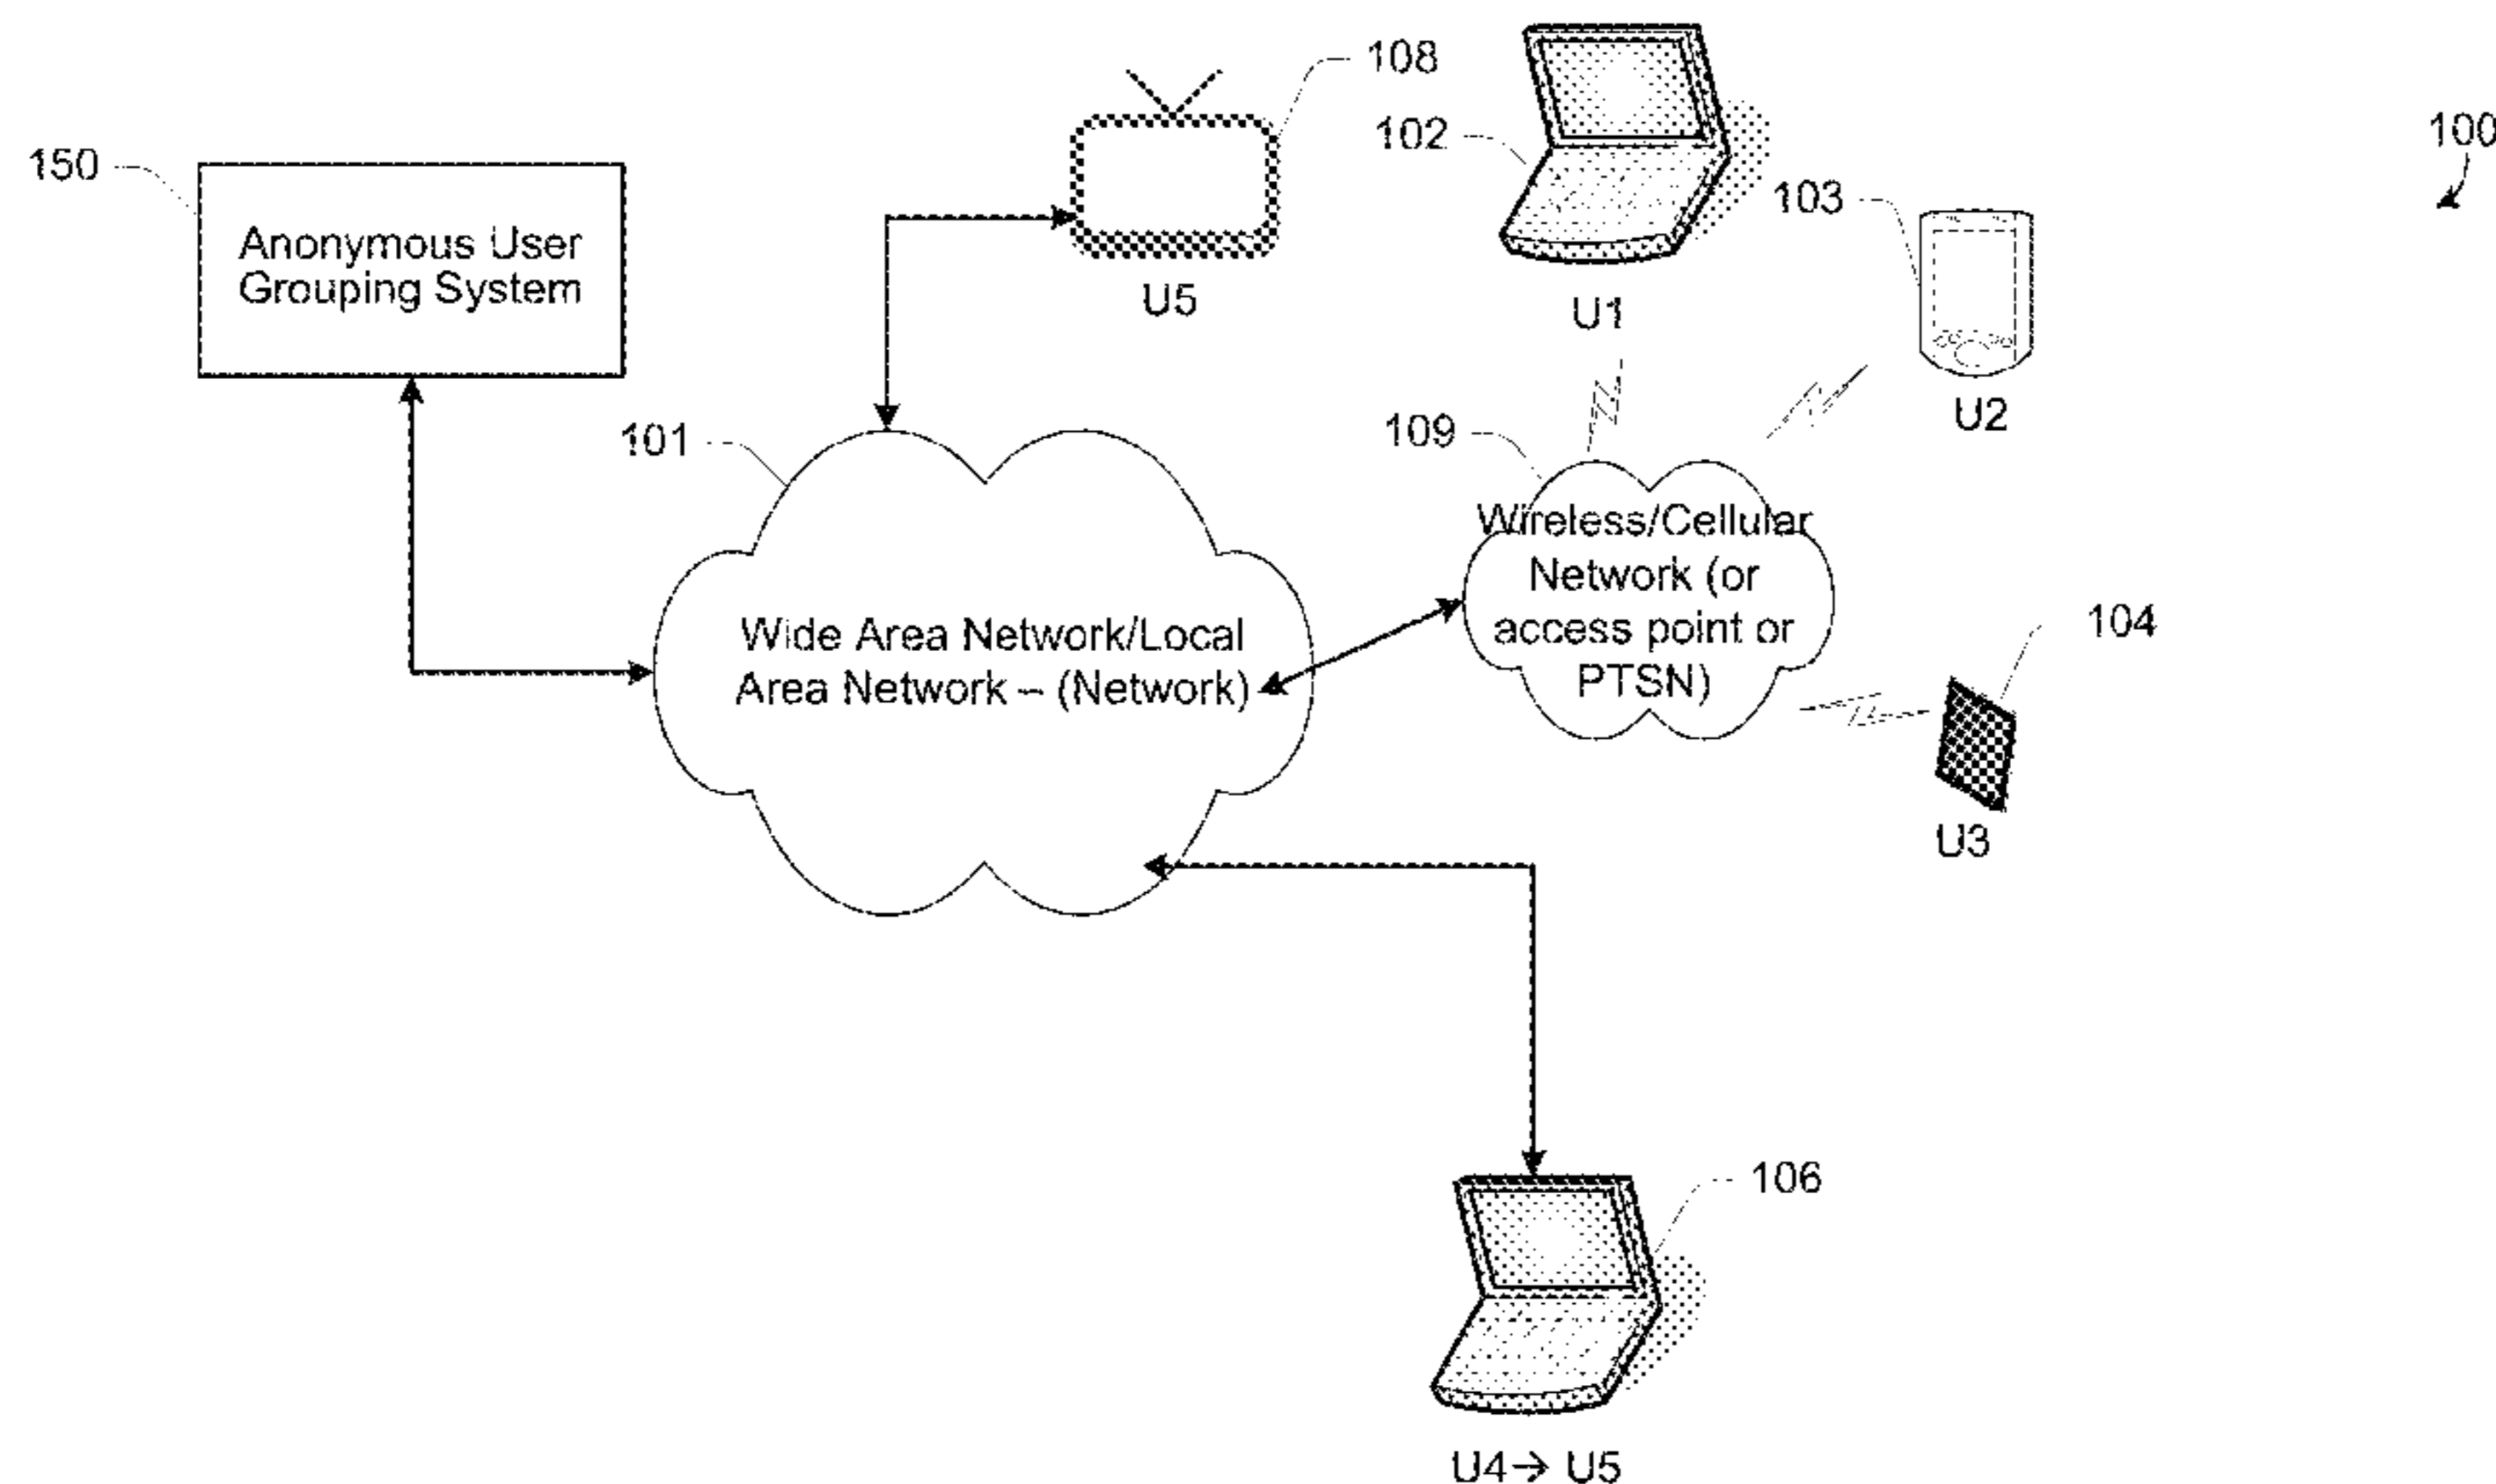 108
102
100
150
103
Anonymous User
Grouping System
U5
U1
U2
101
109
Wireless/Cellular
Network (or
access point or
PTSN)
Wide Area Network/Local
Area Network – (Network)
104
U3
106
U4→ U5